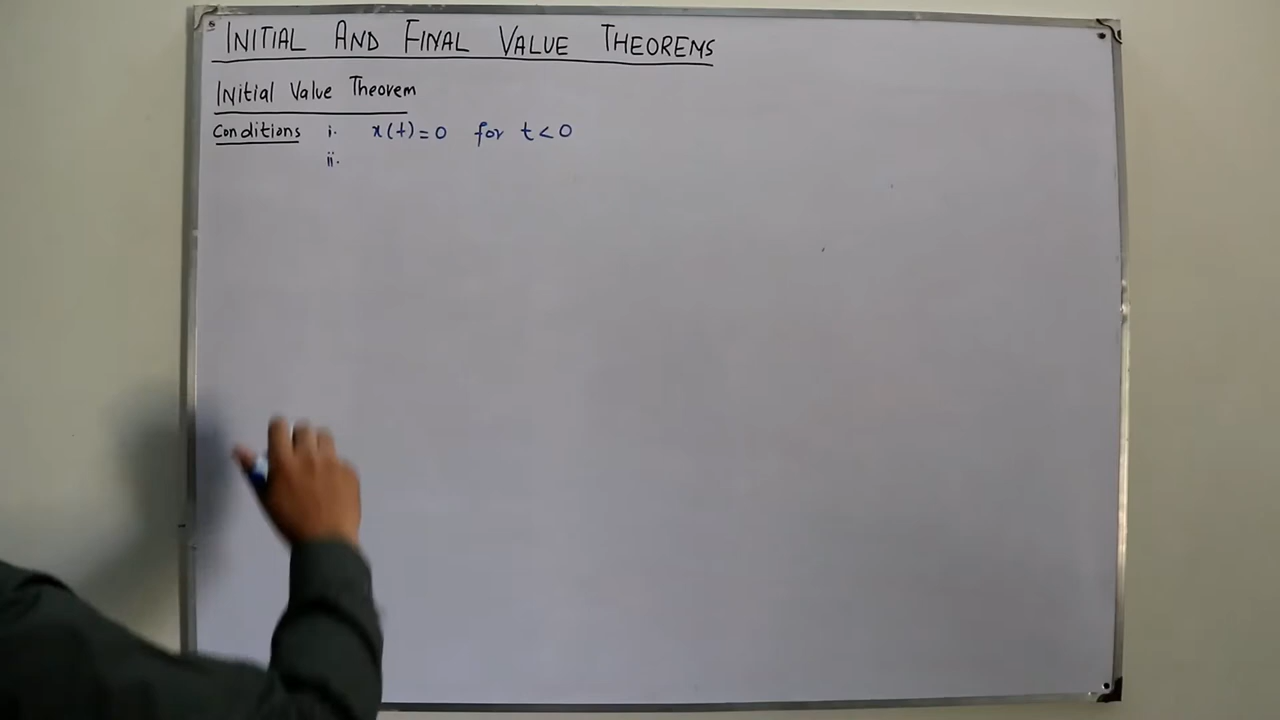 INITIAL AND FINAL VALUE THEOREMS
Initial Value Theorem
Conditions i. x(t)=0 for t<0
ii.